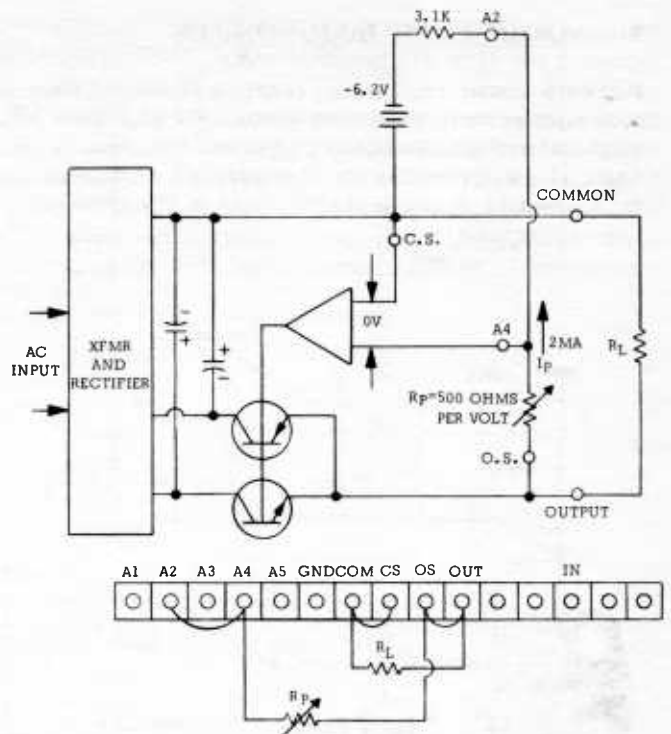 3.1K A2
-6.2V
COMMON
C.S.
0V
A4
2MA
IP
RL
AC
INPUT
XFMR
AND
RECTIFIER
RP=500 OHMS
PER VOLT
O.S.
OUTPUT
- + + -
A1 A2 A3 A4 A5 GND COM CS OS OUT IN
RL
RP